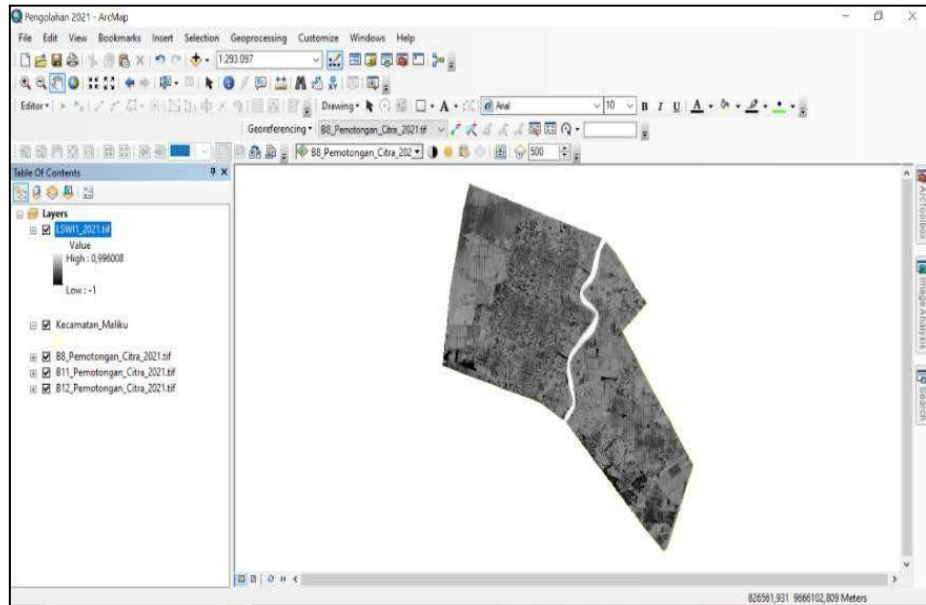 Pengolahan 2021 - ArcMap
File Edit View Bookmarks Insert Selection Geoprocessing Customize Windows Help
1:293.097
Editor Drawing A Arial 10 B I U A
Georeferencing B8_Pemotongan_Citra_2021.tif
B8_Pemotongan_Citra_202 500
Table Of Contents
Layers
LSWI1_2021.tif
Value
High : 0,996008
Low : -1
Kecamatan_Maliku
B8_Pemotongan_Citra_2021.tif
B11_Pemotongan_Citra_2021.tif
B12_Pemotongan_Citra_2021.tif
ArcToolbox
Image Analysis
Search
826561,931 9666102,809 Meters